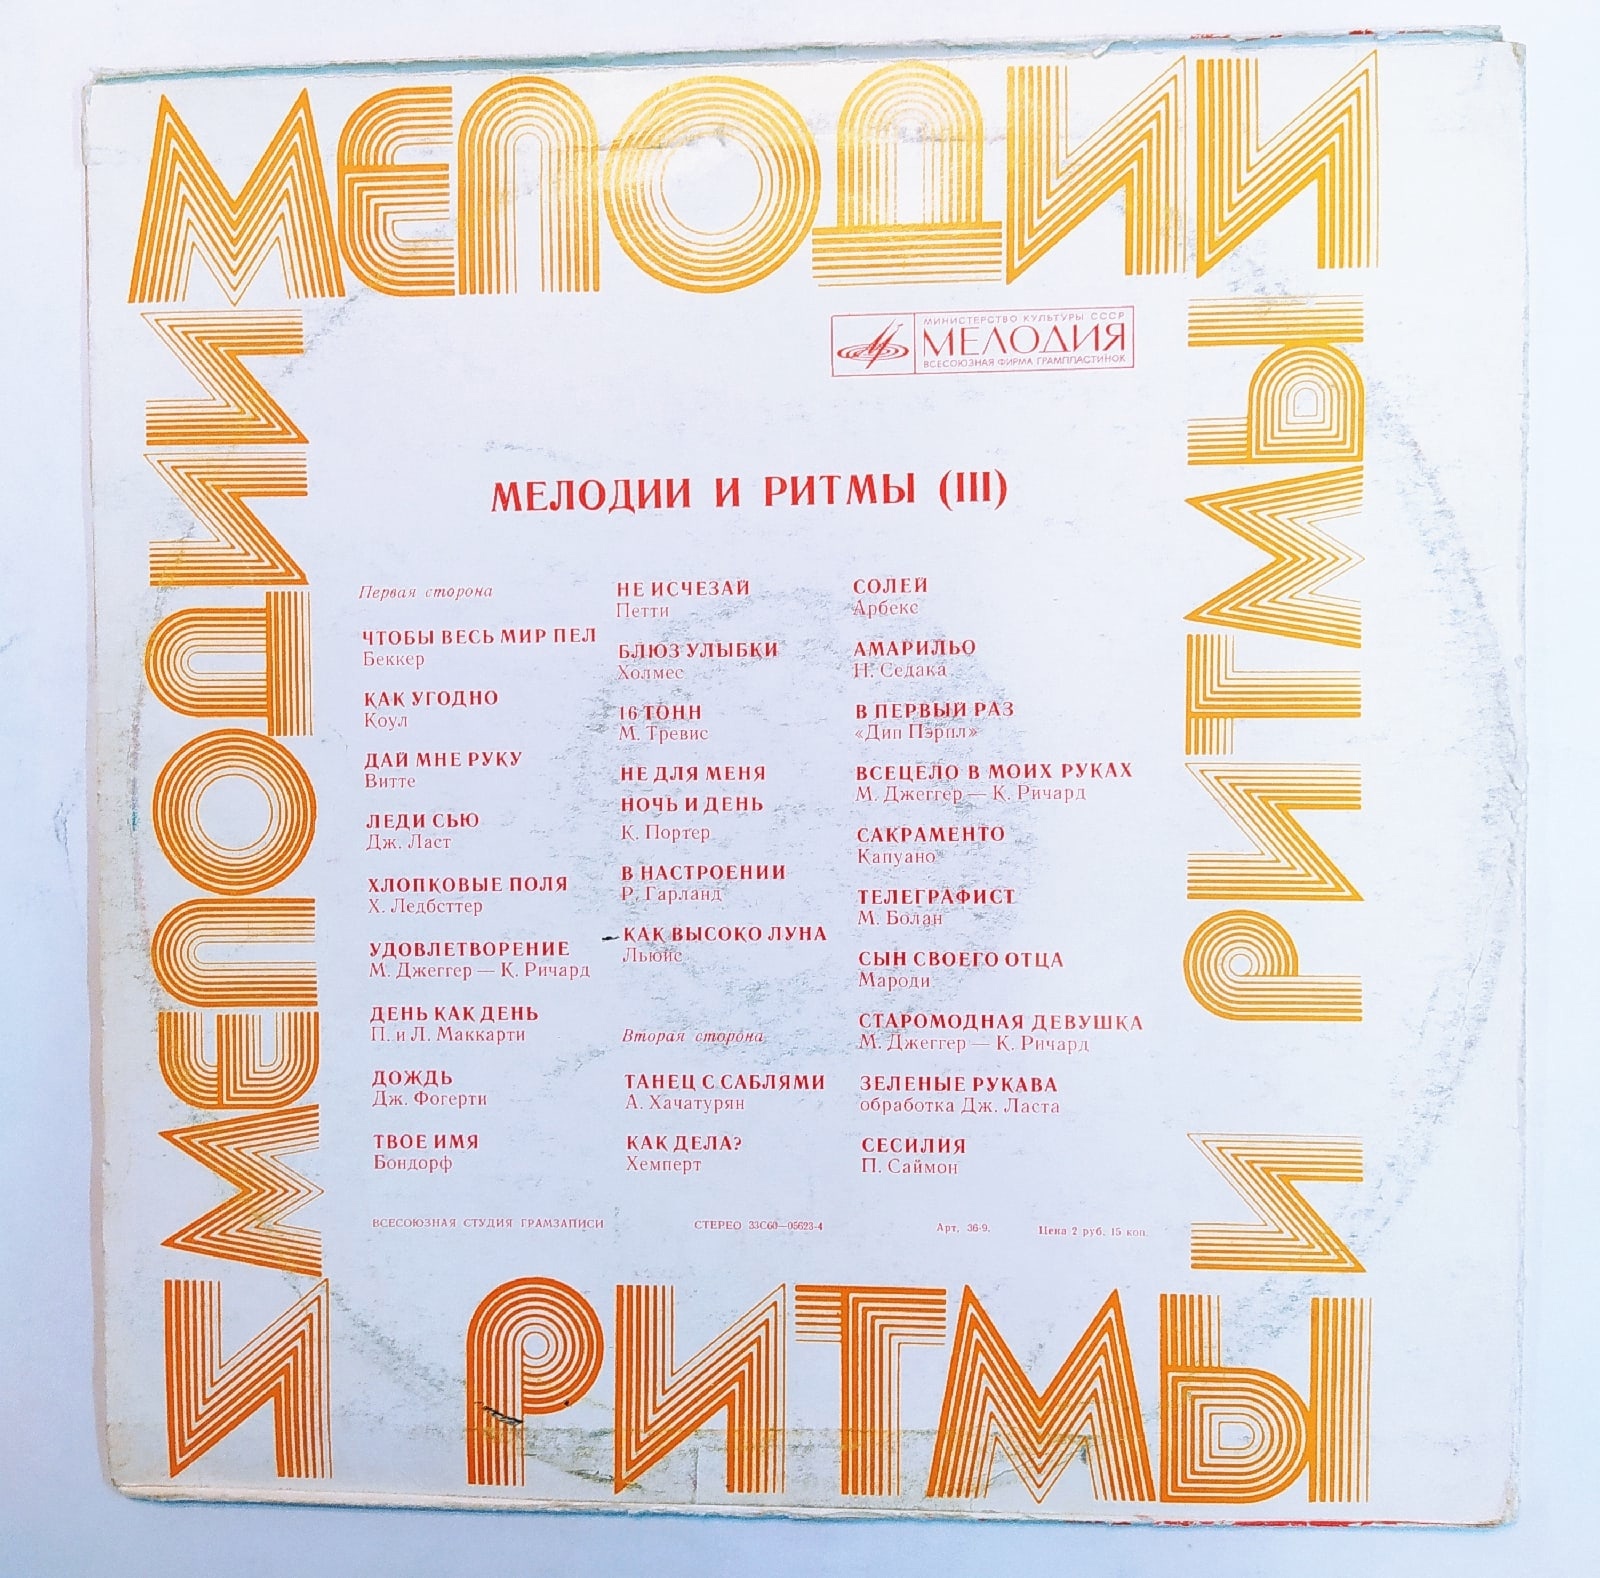 МЕЛОДИИ
МЕЛОДИИ
И РИТМЫ
И РИТМЫ
МИНИСТЕРСТВО КУЛЬТУРЫ СССР
МЕЛОДИЯ
ВСЕСОЮЗНАЯ ФИРМА ГРАМПЛАСТИНОК
МЕЛОДИИ И РИТМЫ (III)
Первая сторона
ЧТОБЫ ВЕСЬ МИР ПЕЛ
Беккер
КАК УГОДНО
Коул
ДАЙ МНЕ РУКУ
Витте
ЛЕДИ СЬЮ
Дж. Ласт
ХЛОПКОВЫЕ ПОЛЯ
Х. Ледбеттер
УДОВЛЕТВОРЕНИЕ
М. Джеггер — К. Ричард
ДЕНЬ КАК ДЕНЬ
П. и Л. Маккарти
ДОЖДЬ
Дж. Фогерти
ТВОЕ ИМЯ
Бондорф
НЕ ИСЧЕЗАЙ
Петти
БЛЮЗ УЛЫБКИ
Холмес
16 ТОНН
М. Тревис
НЕ ДЛЯ МЕНЯ
НОЧЬ И ДЕНЬ
К. Портер
В НАСТРОЕНИИ
Р. Гарланд
КАК ВЫСОКО ЛУНА
Льюис
Вторая сторона
ТАНЕЦ С САБЛЯМИ
А. Хачатурян
КАК ДЕЛА?
Хемперт
СОЛЕЙ
Арбекс
АМАРИЛЬО
Н. Седака
В ПЕРВЫЙ РАЗ
«Дип Пэрпл»
ВСЕЦЕЛО В МОИХ РУКАХ
М. Джеггер — К. Ричард
САКРАМЕНТО
Капуано
ТЕЛЕГРАФИСТ
М. Болан
СЫН СВОЕГО ОТЦА
Мароди
СТАРОМОДНАЯ ДЕВУШКА
М. Джеггер — К. Ричард
ЗЕЛЕНЫЕ РУКАВА
обработка Дж. Ласта
СЕСИЛИЯ
П. Саймон
ВСЕСОЮЗНАЯ СТУДИЯ ГРАМЗАПИСИ
СТЕРЕО 33С60—05623-4
Арт, 36-9.
Цена 2 руб. 15 коп.